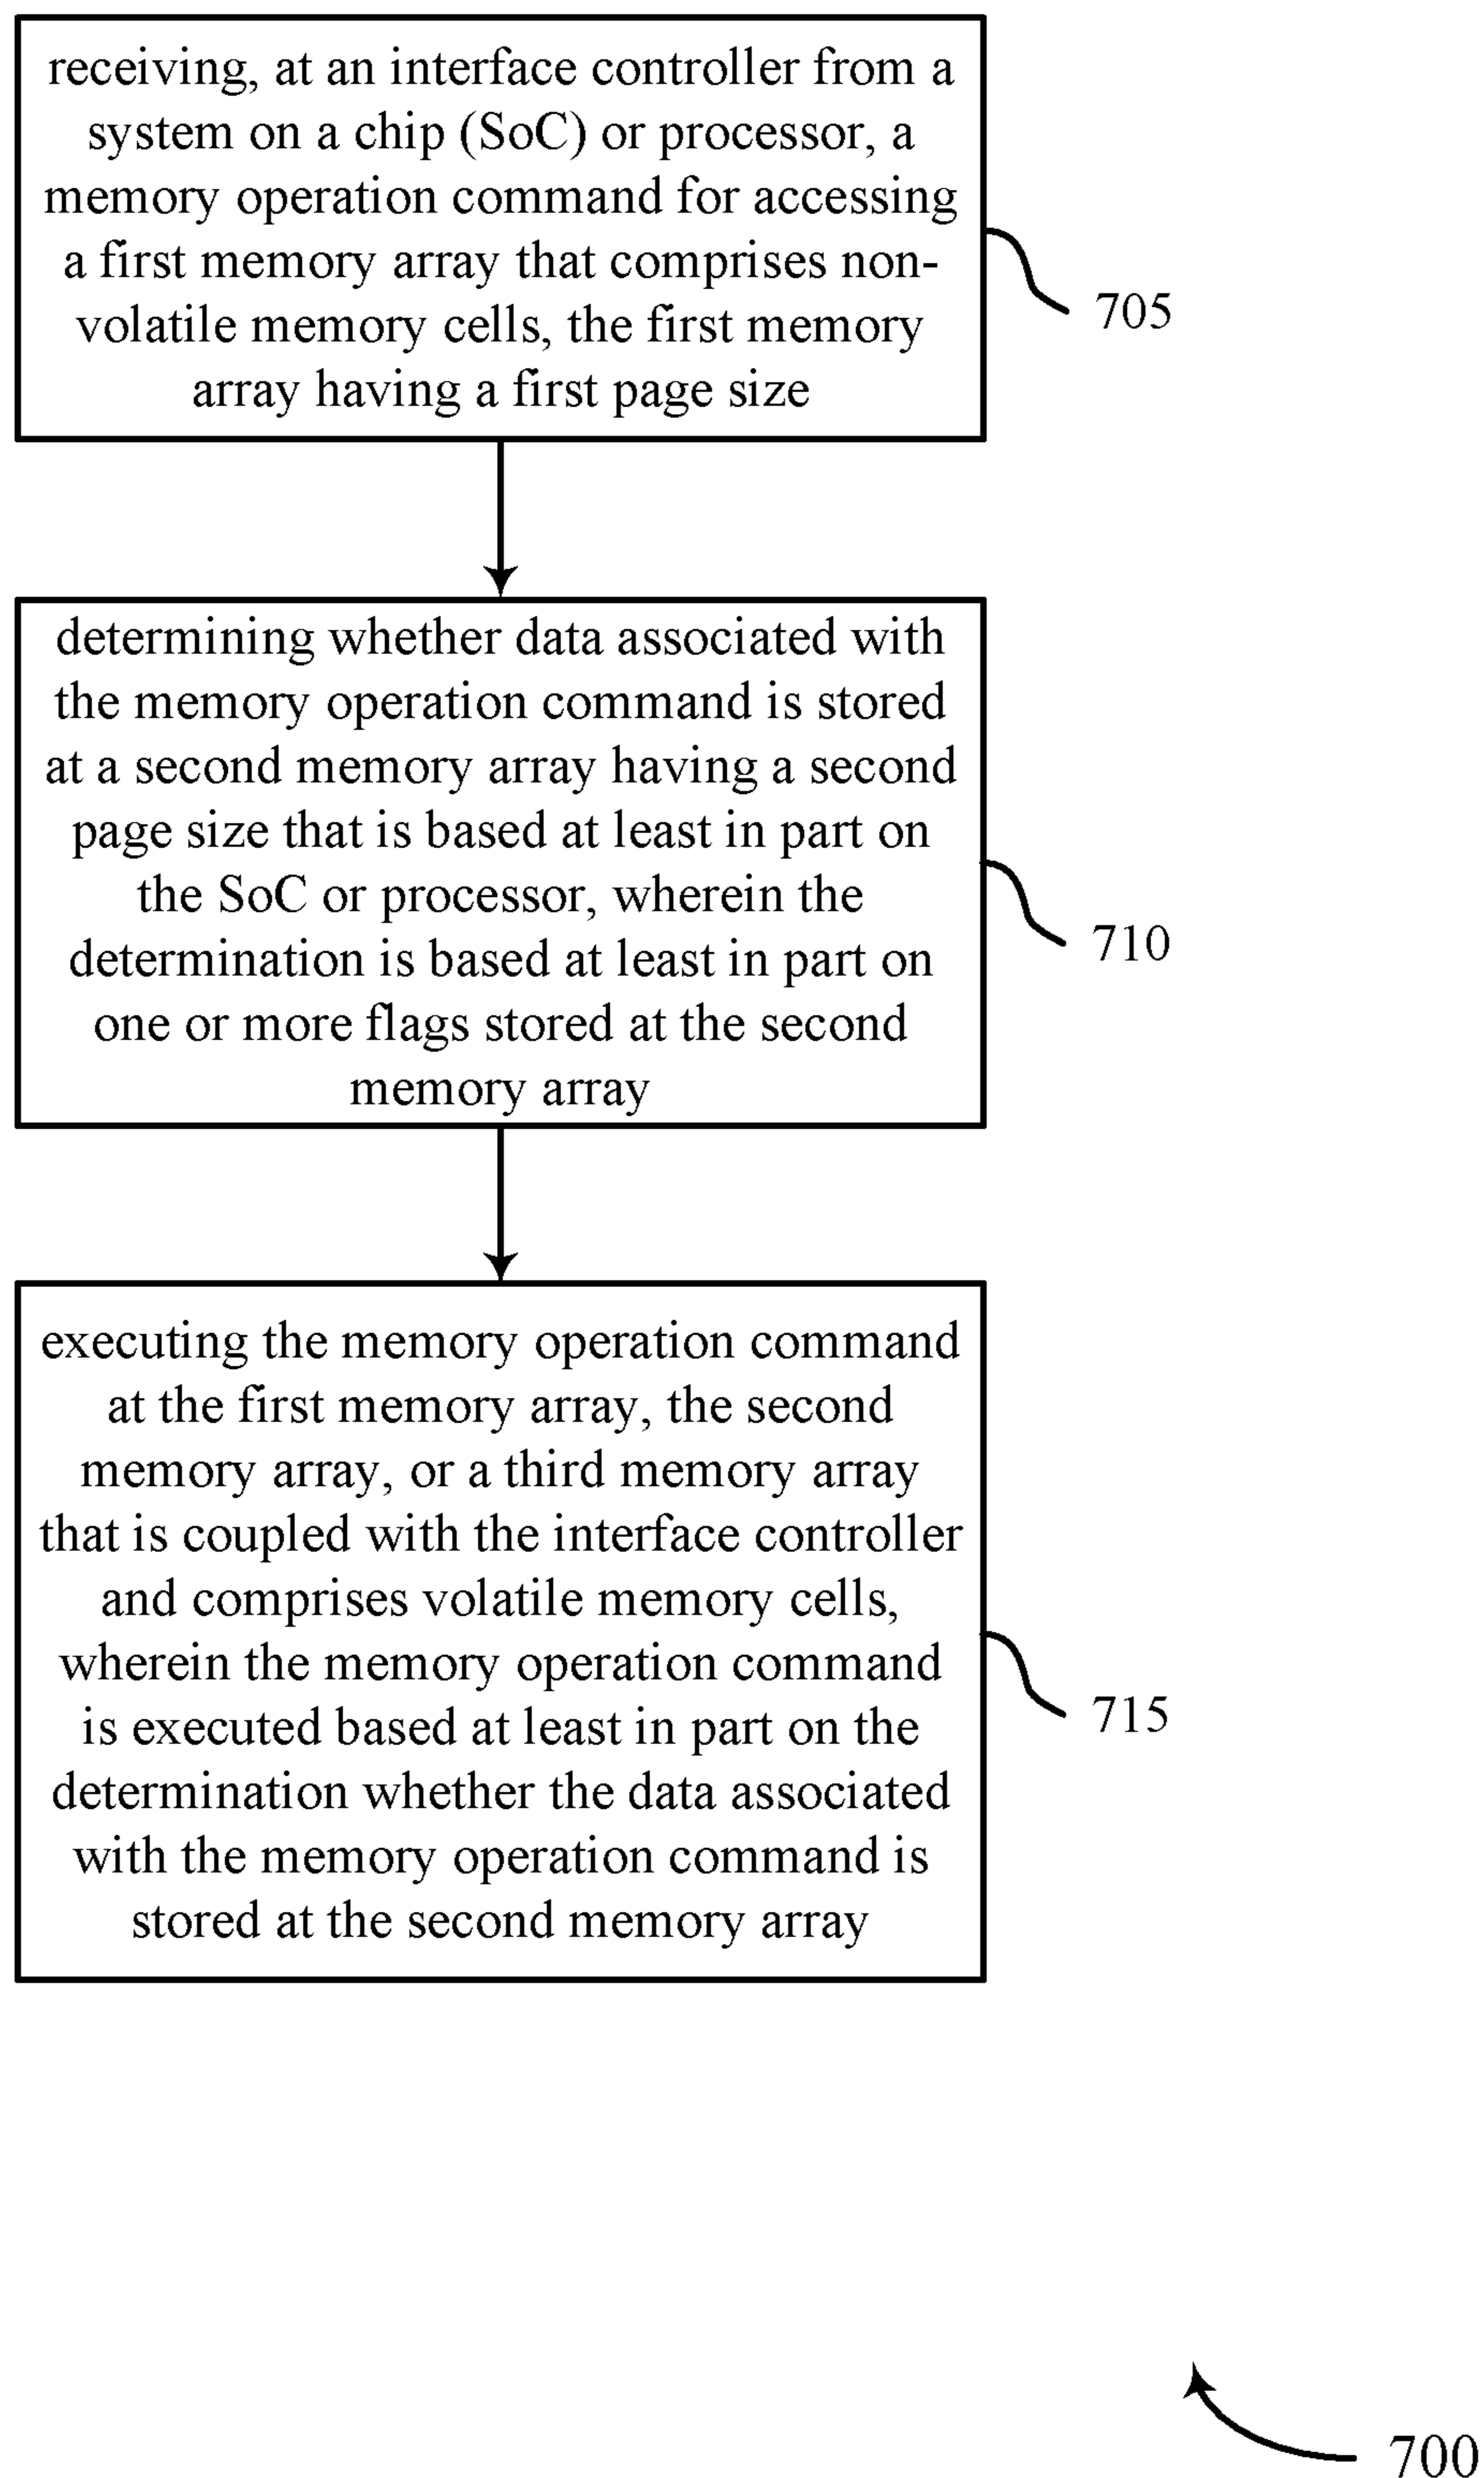 receiving, at an interface controller from a
system on a chip (SoC) or processor, a
memory operation command for accessing
a first memory array that comprises non-
volatile memory cells, the first memory
array having a first page size
705
determining whether data associated with
the memory operation command is stored
at a second memory array having a second
page size that is based at least in part on
the SoC or processor, wherein the
determination is based at least in part on
one or more flags stored at the second
memory array
710
executing the memory operation command
at the first memory array, the second
memory array, or a third memory array
that is coupled with the interface controller
and comprises volatile memory cells,
wherein the memory operation command
is executed based at least in part on the
determination whether the data associated
with the memory operation command is
stored at the second memory array
715
700